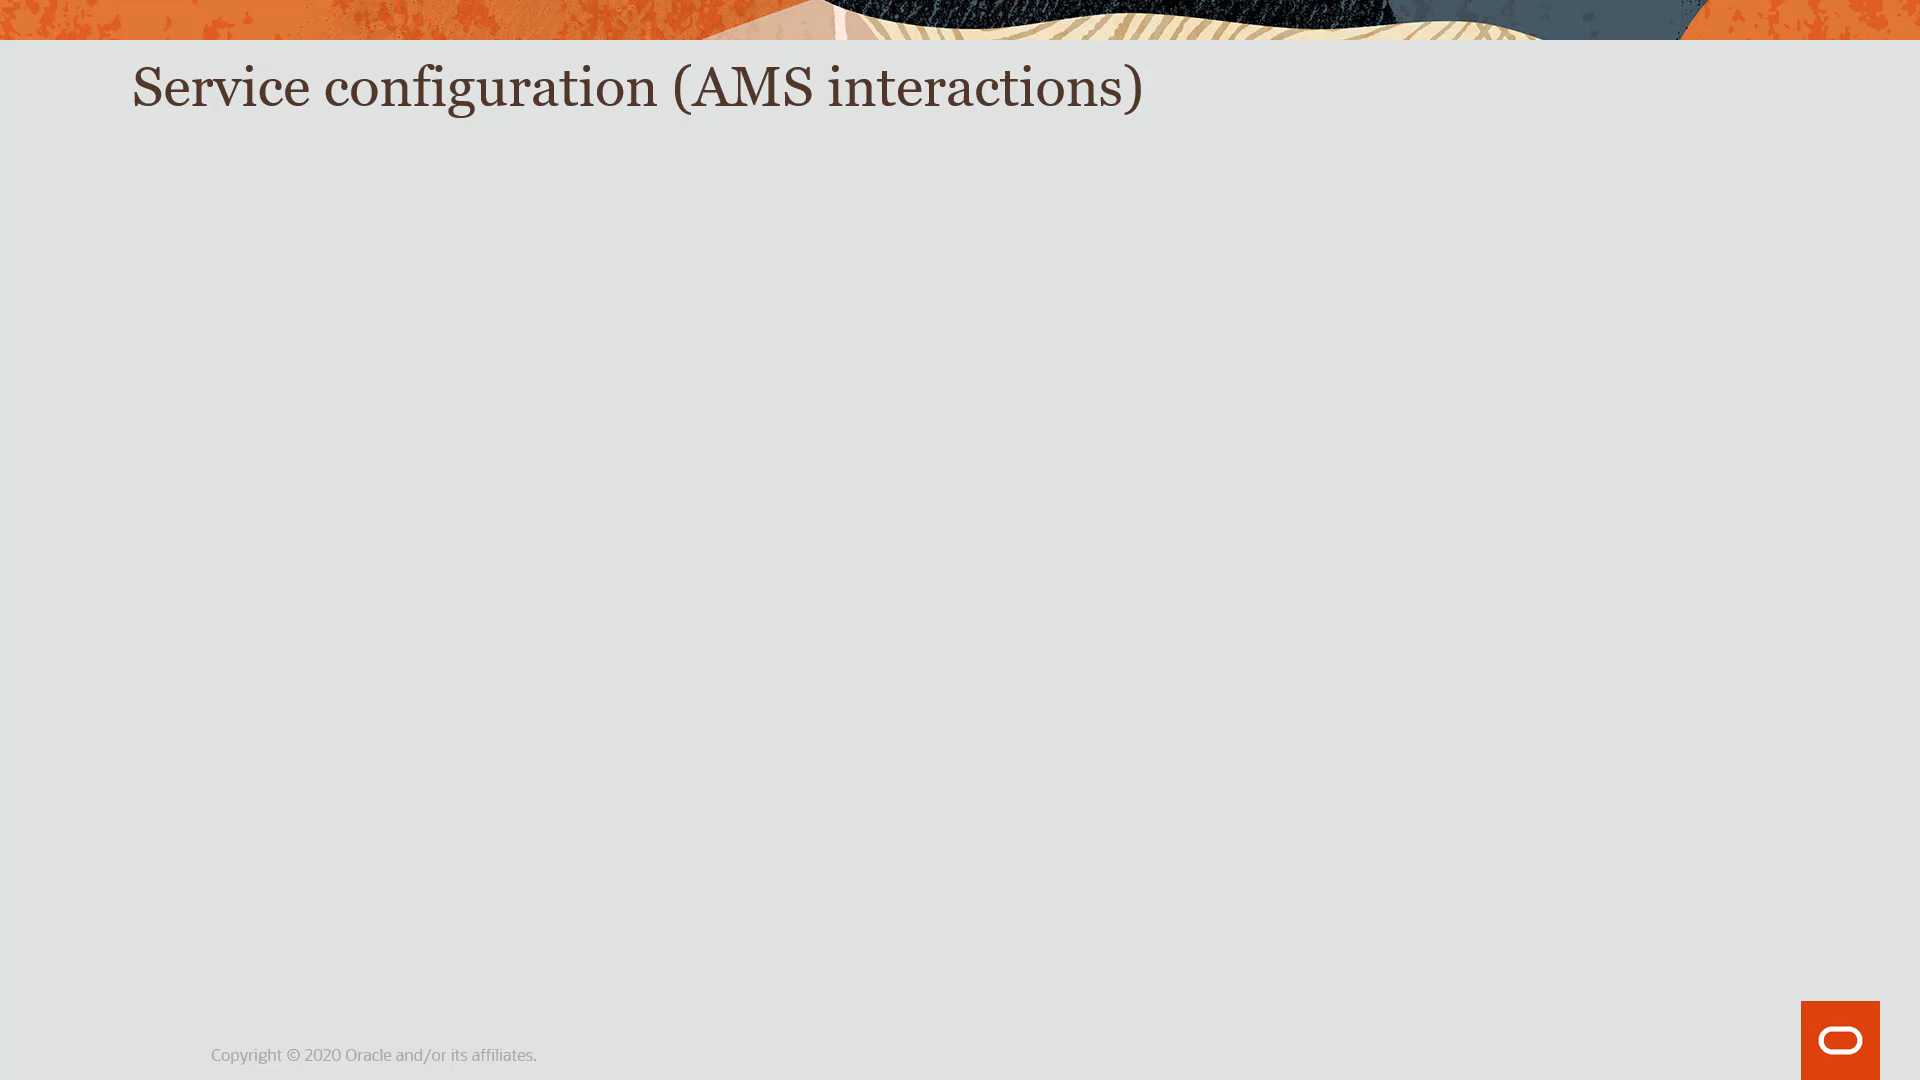 Service configuration (AMS interactions)
Copyright © 2020 Oracle and/or its affiliates.